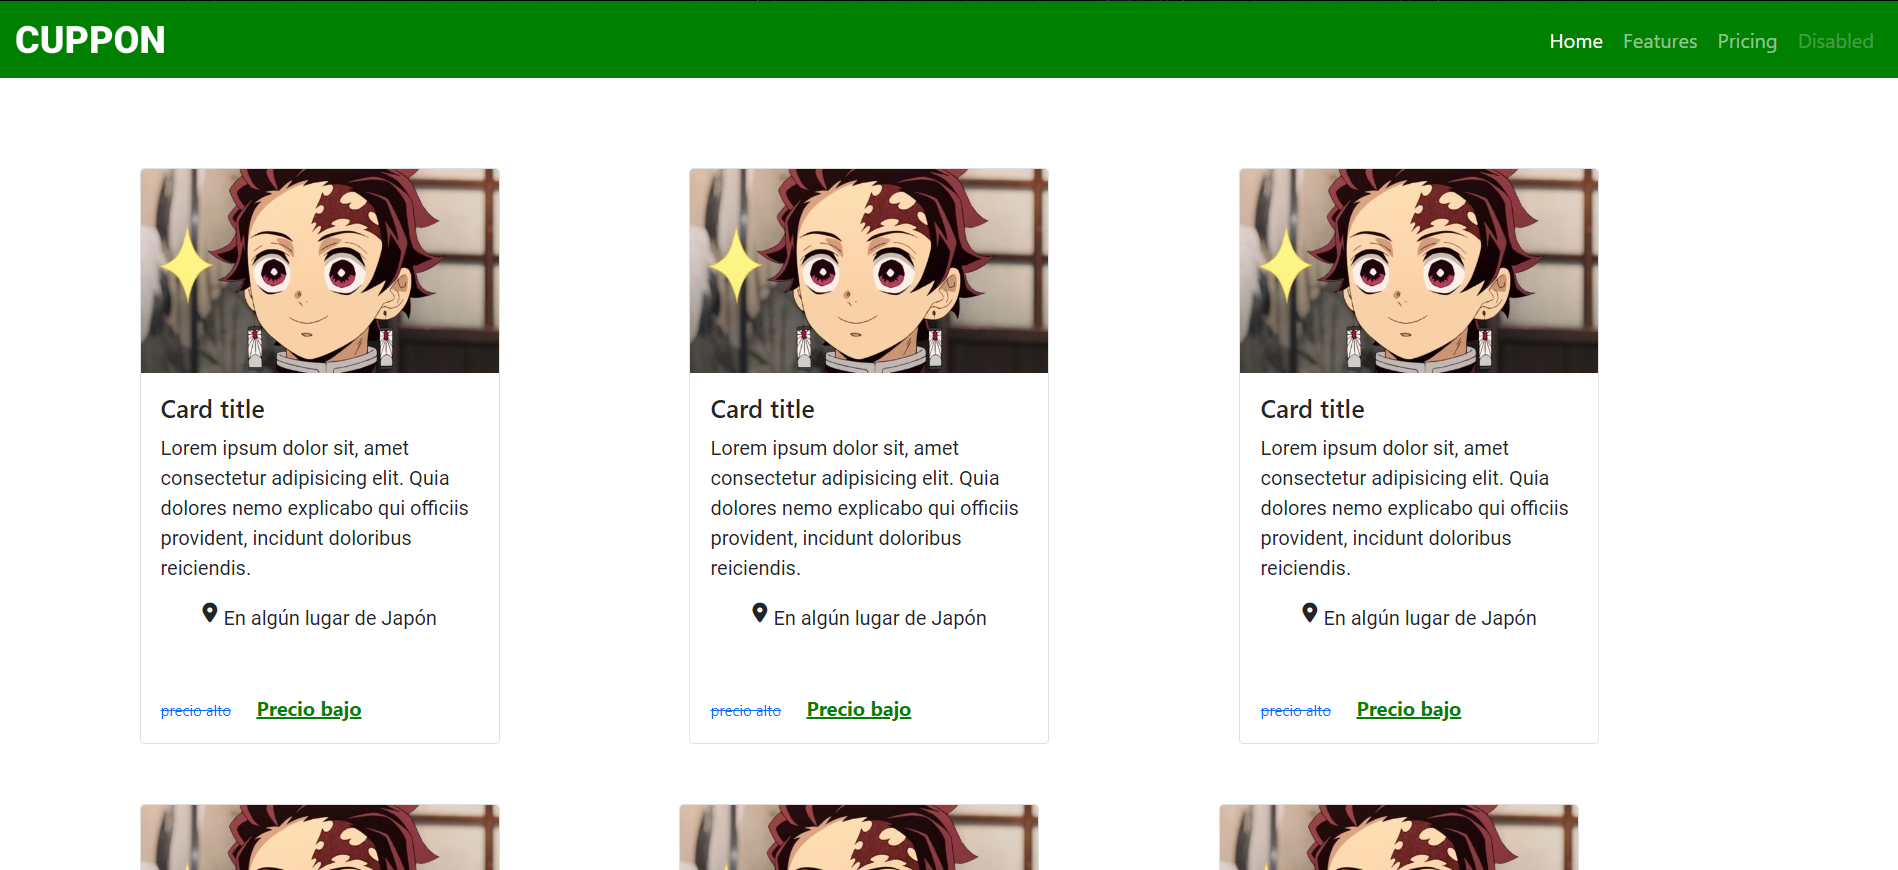 CUPPON
Home Features Pricing Disabled
Card title
Lorem ipsum dolor sit, amet
consectetur adipisicing elit. Quia
dolores nemo explicabo qui officiis
provident, incidunt doloribus
reiciendis.
En algún lugar de Japón
precio alto Precio bajo
Card title
Lorem ipsum dolor sit, amet
consectetur adipisicing elit. Quia
dolores nemo explicabo qui officiis
provident, incidunt doloribus
reiciendis.
En algún lugar de Japón
precio alto Precio bajo
Card title
Lorem ipsum dolor sit, amet
consectetur adipisicing elit. Quia
dolores nemo explicabo qui officiis
provident, incidunt doloribus
reiciendis.
En algún lugar de Japón
precio alto Precio bajo